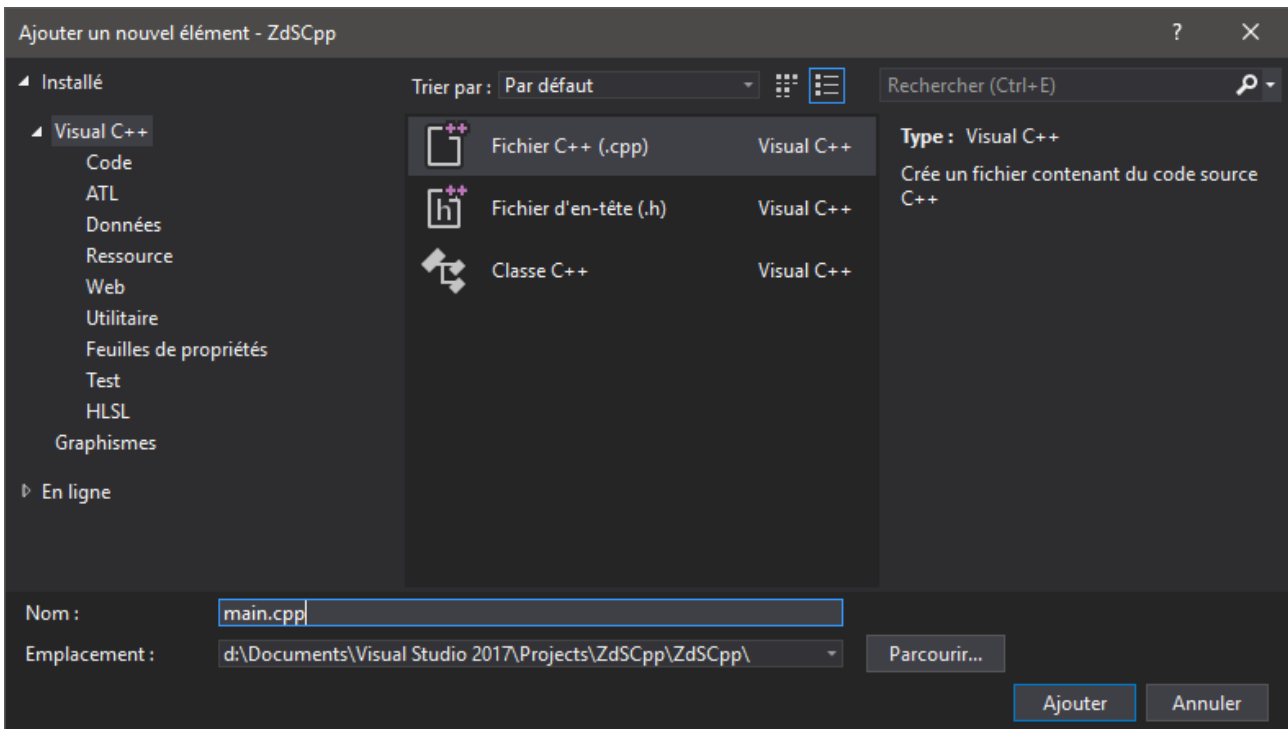 Ajouter un nouvel élément - ZdSCpp ?
Installé
Visual C++
Code
ATL
Données
Ressource
Web
Utilitaire
Feuilles de propriétés
Test
HLSL
Graphismes
En ligne
Trier par : Par défaut
Fichier C++ (.cpp) Visual C++
Fichier d'en-tête (.h) Visual C++
Classe C++ Visual C++
Rechercher (Ctrl+E)
Type : Visual C++
Crée un fichier contenant du code source
C++
Nom : main.cpp
Emplacement : d:\Documents\Visual Studio 2017\Projects\ZdSCpp\ZdSCpp\ Parcourir...
Ajouter Annuler